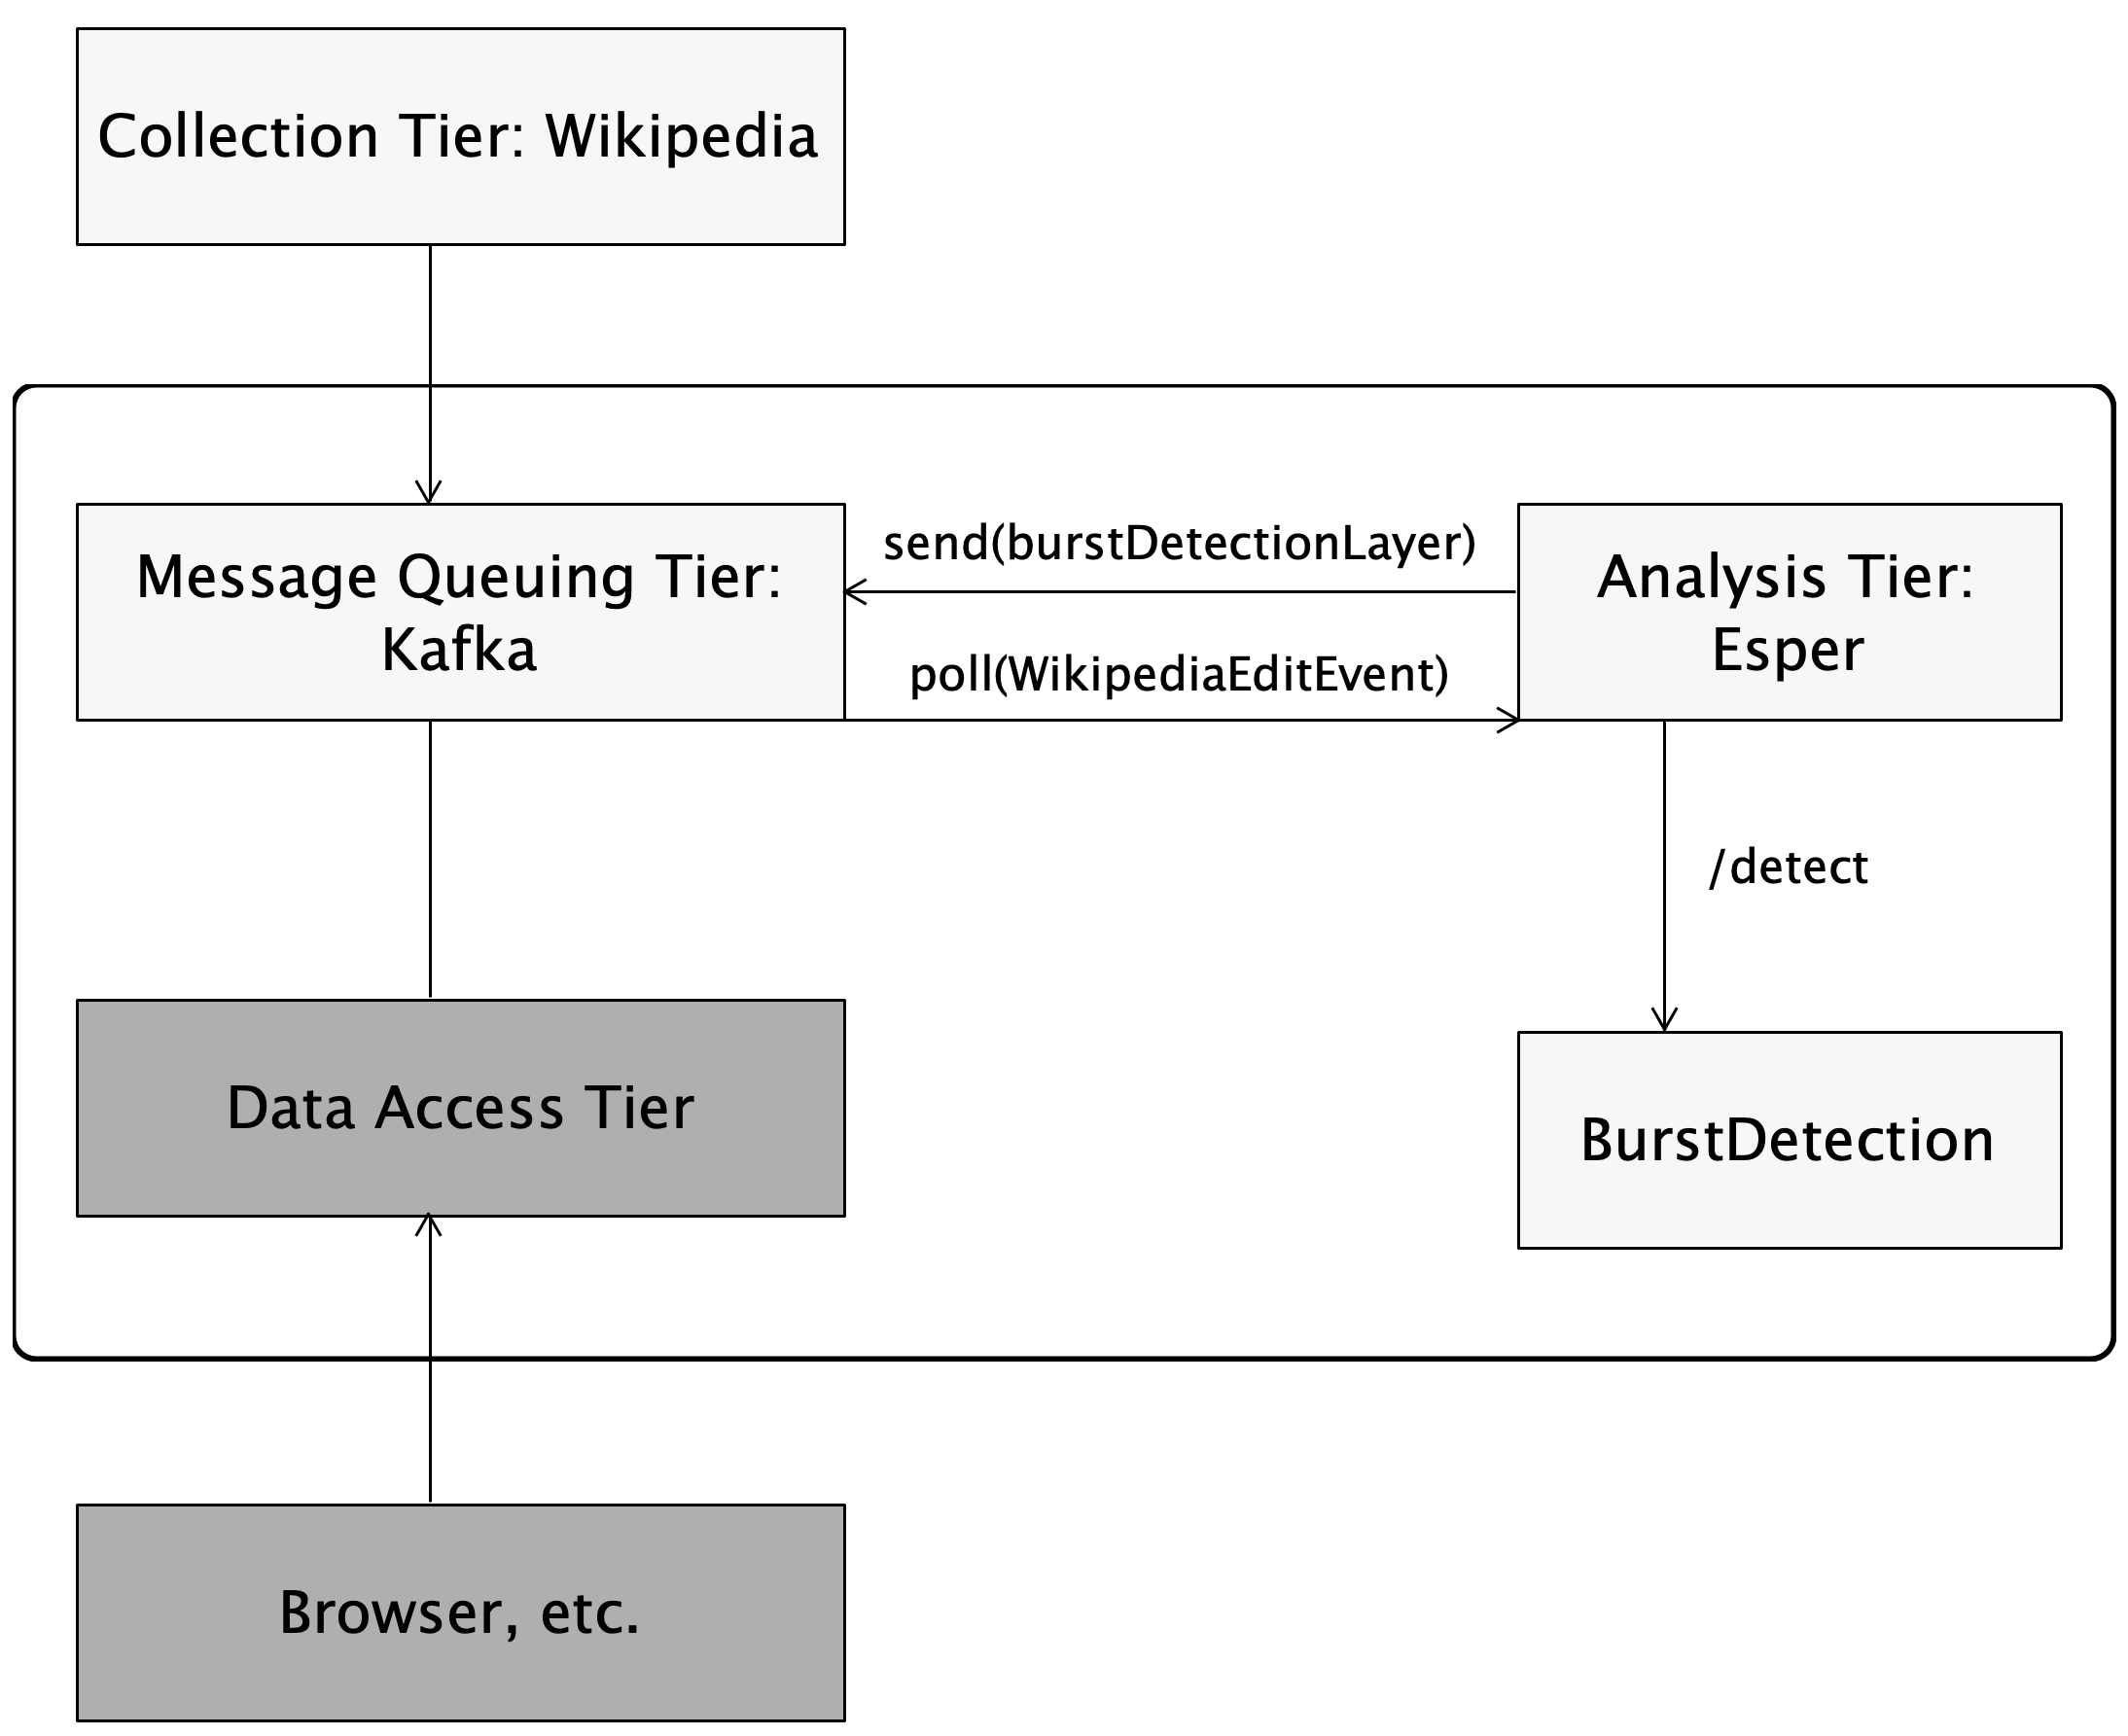 Collection Tier: Wikipedia
Message Queuing Tier:
Kafka
send(burstDetectionLayer)
poll(WikipediaEditEvent)
Analysis Tier:
Esper
/detect
Data Access Tier
BurstDetection
Browser, etc.